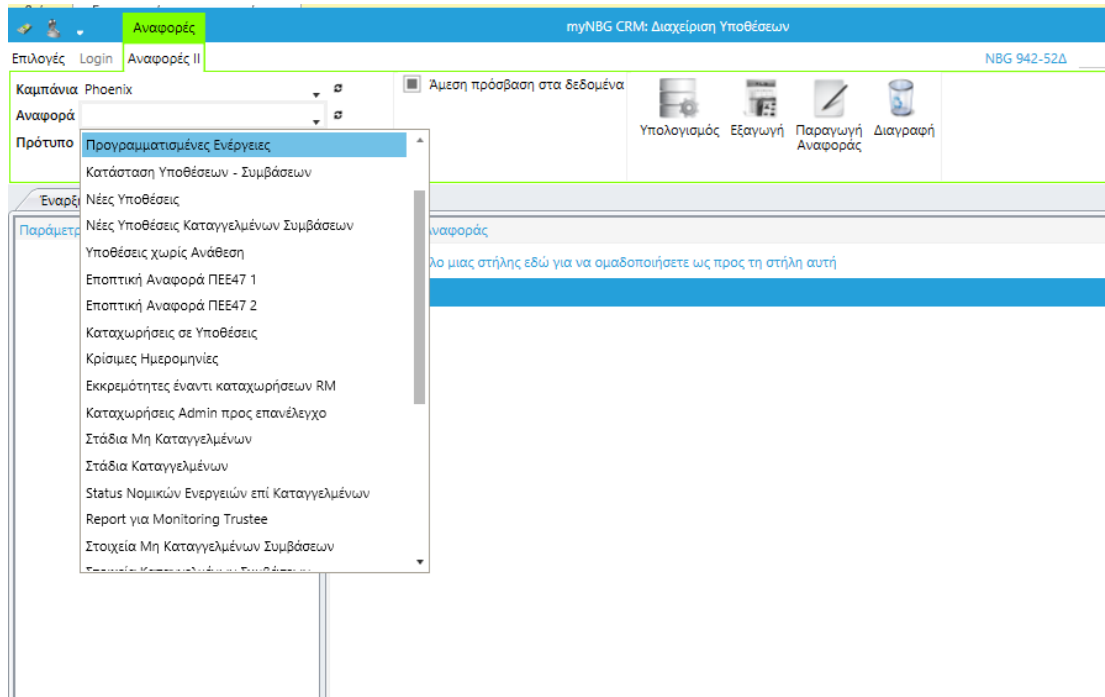 Αναφορές
myNBG CRM: Διαχείριση Υποθέσεων
Επιλογές Login Αναφορές II
NBG 942-52Δ
Καμπάνια Phoenix
Αναφορά
Πρότυπο
Άμεση πρόσβαση στα δεδομένα
Υπολογισμός Εξαγωγή Παραγωγή Αναφοράς Διαγραφή
Προγραμματισμένες Ενέργειες
Κατάσταση Υποθέσεων - Συμβάσεων
Νέες Υποθέσεις
Νέες Υποθέσεις Καταγγελμένων Συμβάσεων
Υποθέσεις χωρίς Ανάθεση
Εποπτική Αναφορά ΠΕΕ47 1
Εποπτική Αναφορά ΠΕΕ47 2
Καταχωρήσεις σε Υποθέσεις
Κρίσιμες Ημερομηνίες
Εκκρεμότητες έναντι καταχωρήσεων RM
Καταχωρήσεις Admin προς επανέλεγχο
Στάδια Μη Καταγγελμένων
Στάδια Καταγγελμένων
Status Νομικών Ενεργειών επί Καταγγελμένων
Report για Monitoring Trustee
Στοιχεία Μη Καταγγελμένων Συμβάσεων
Έναρξ
Παράμετρ
ναφοράς
λο μιας στήλης εδώ για να ομαδοποιήσετε ως προς τη στήλη αυτή